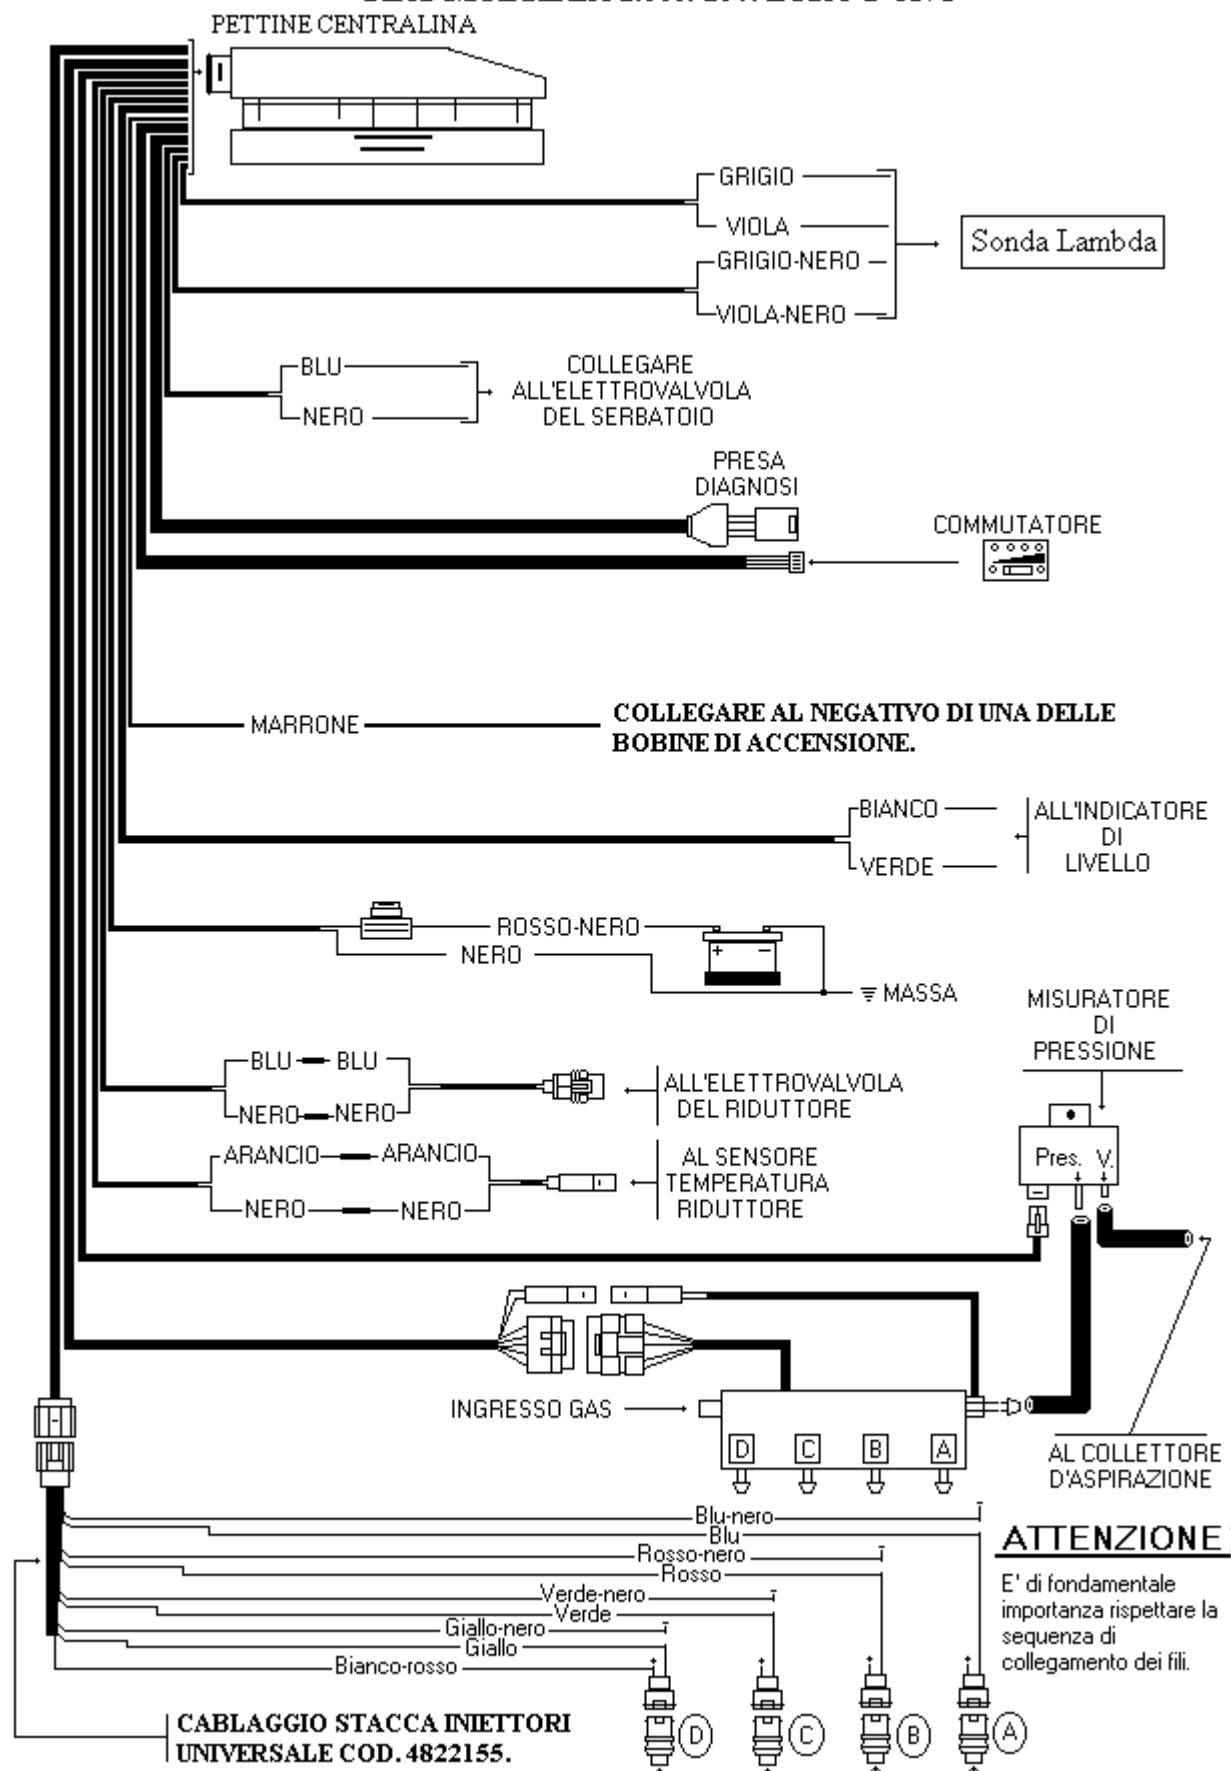 PETTINE CENTRALINA
GRIGIO
VIOLA
GRIGIO-NERO
VIOLA-NERO
Sonda Lambda
BLU
NERO
COLLEGARE
ALL'ELETTROVALVOLA
DEL SERBATOIO
PRESA
DIAGNOSI
COMMUTATORE
MARRONE
COLLEGARE AL NEGATIVO DI UNA DELLE
BOBINE DI ACCENSIONE.
BIANCO
VERDE
ALL'INDICATORE
DI
LIVELLO
ROSSO-NERO
NERO
+ −
MASSA
MISURATORE
DI
PRESSIONE
Pres. V.
BLU BLU
NERO NERO
ALL'ELETTROVALVOLA
DEL RIDUTTORE
ARANCIO ARANCIO
NERO NERO
AL SENSORE
TEMPERATURA
RIDUTTORE
INGRESSO GAS
D C B A
AL COLLETTORE
D'ASPIRAZIONE
Blu-nero
Blu
Rosso-nero
Rosso
Verde-nero
Verde
Giallo-nero
Giallo
Bianco-rosso
ATTENZIONE
E' di fondamentale
importanza rispettare la
sequenza di
collegamento dei fili.
D C B A
CABLAGGIO STACCA INIETTORI
UNIVERSALE COD. 4822155.